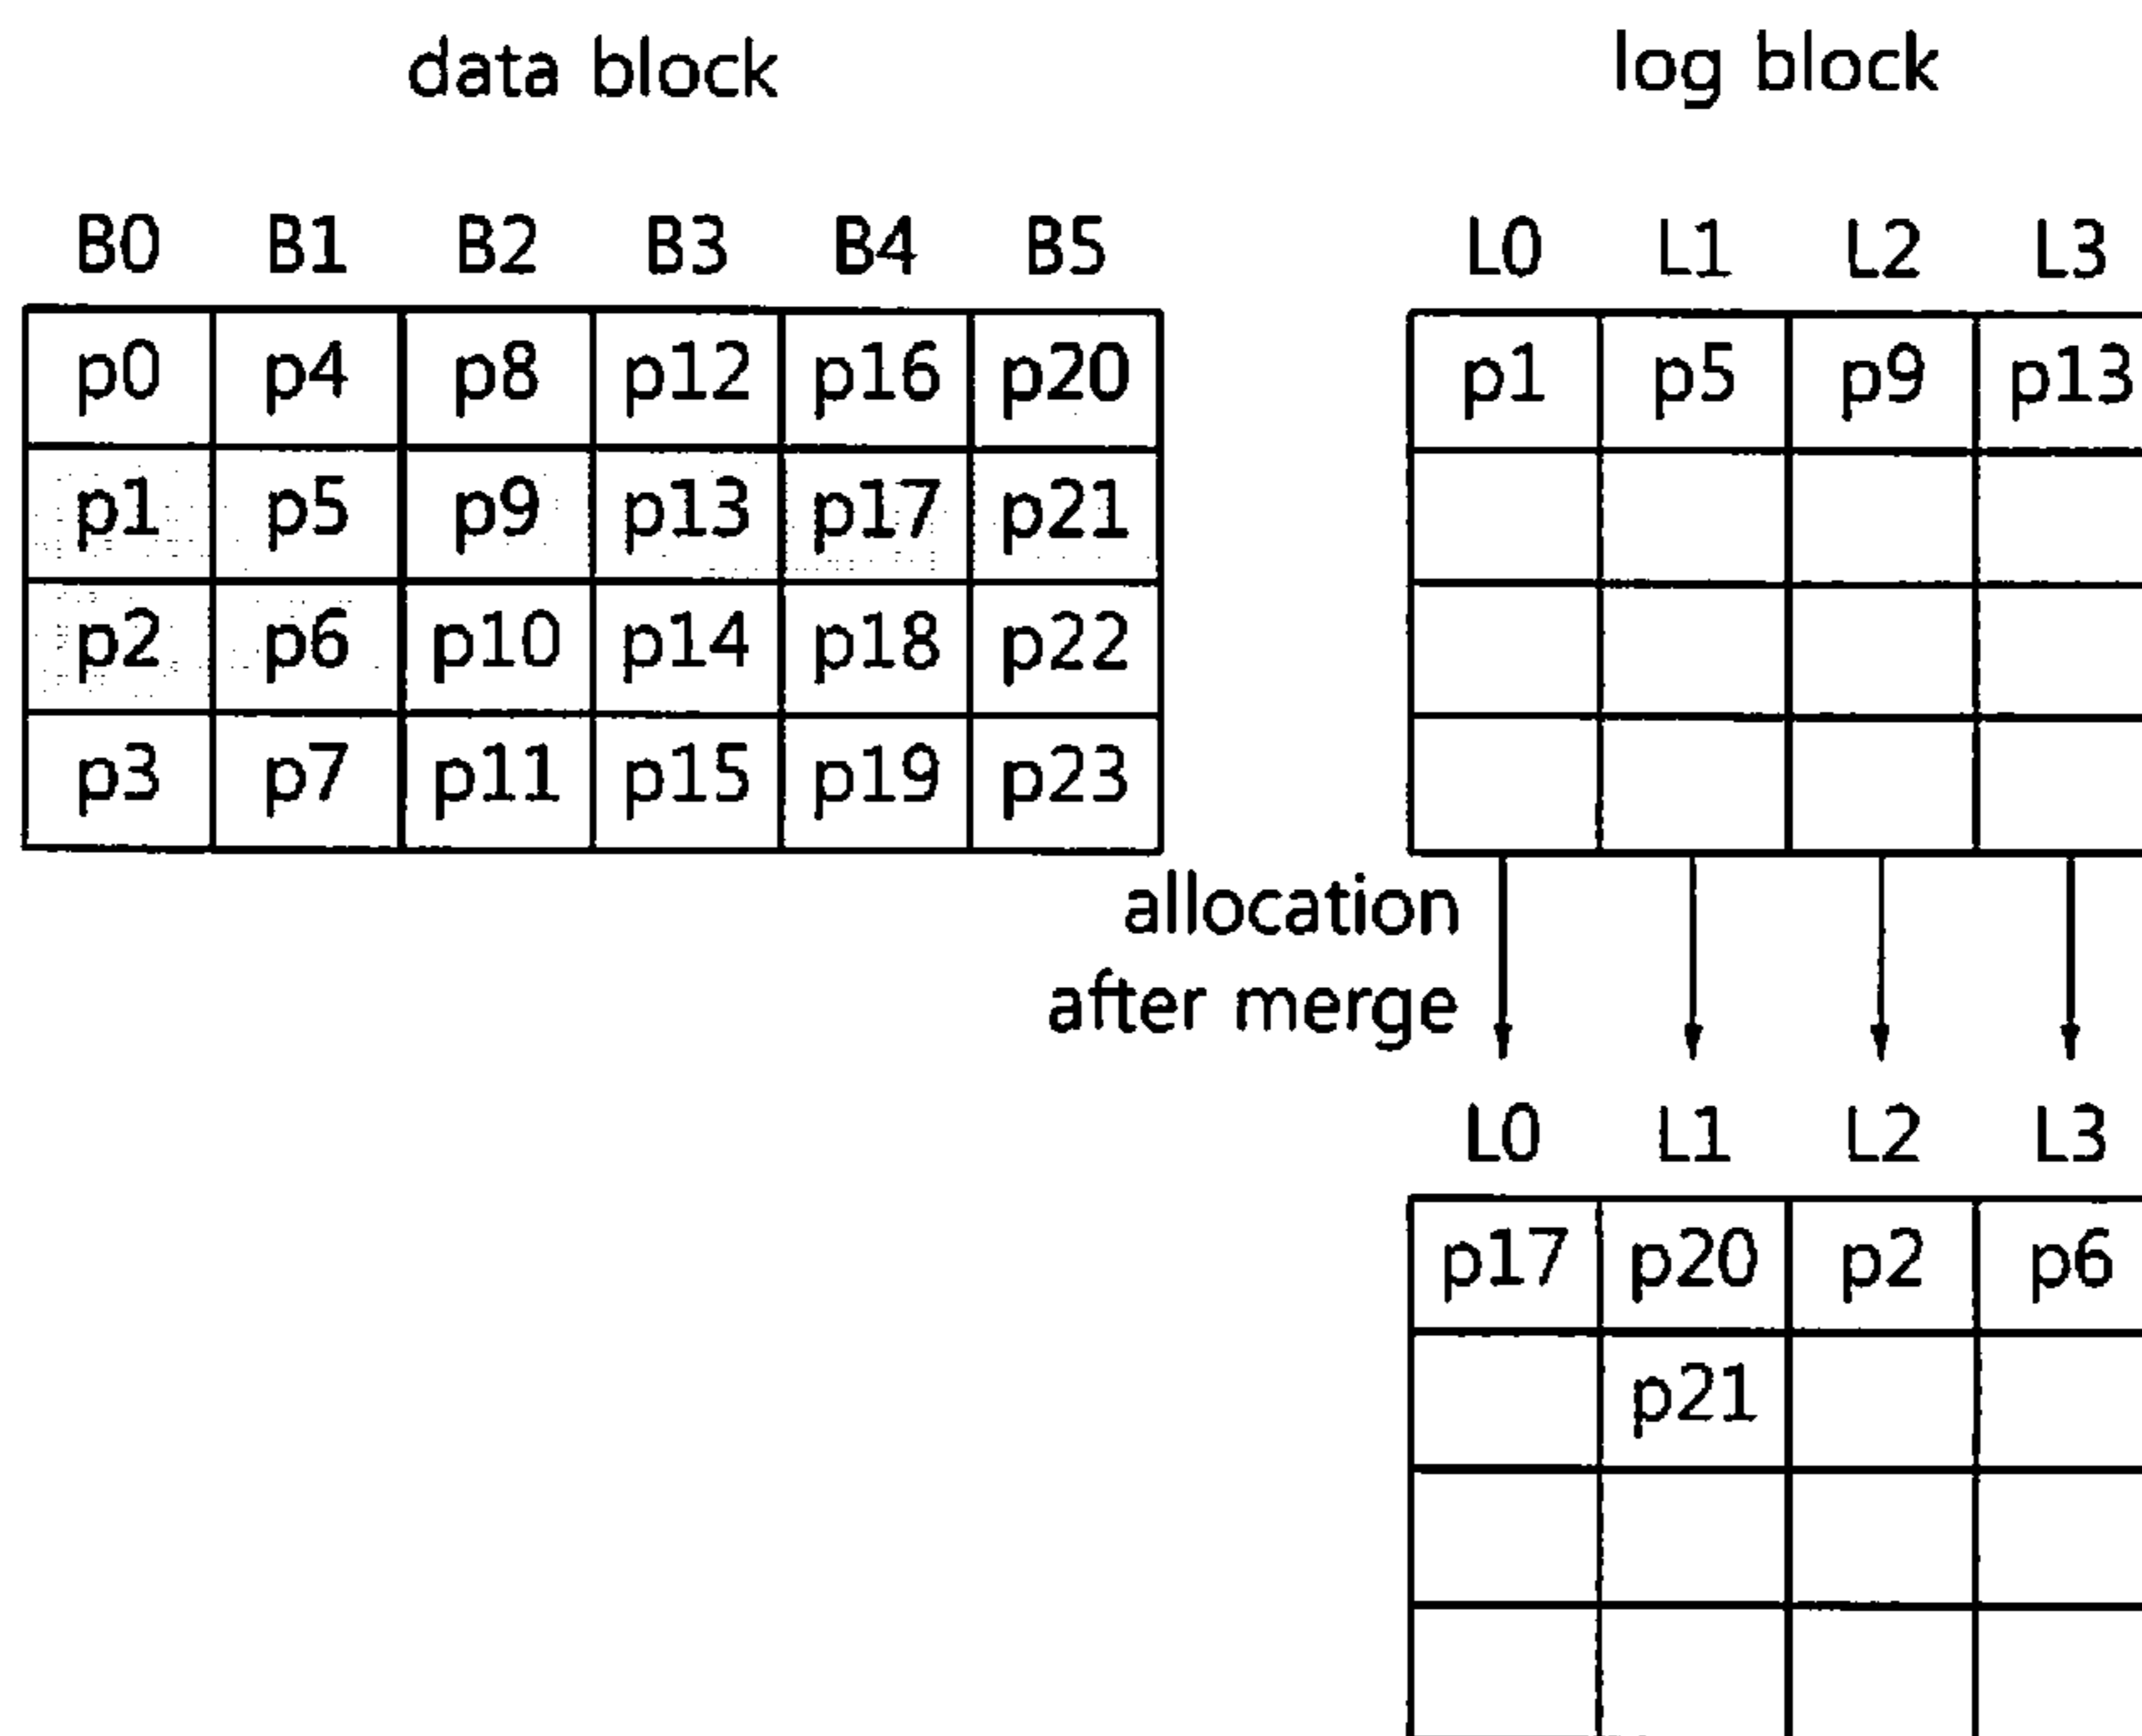 data block
log block
B0 B1 B2 B3 B4 B5
L0 L1 L2 L3
p0 p4 p8 p12 p16 p20
p1 p5 p9 p13
p1 p5 p9 p13 p17 p21
p2 p6 p10 p14 p18 p22
p3 p7 p11 p15 p19 p23
allocation
after merge
L0 L1 L2 L3
p17 p20 p2 p6
p21